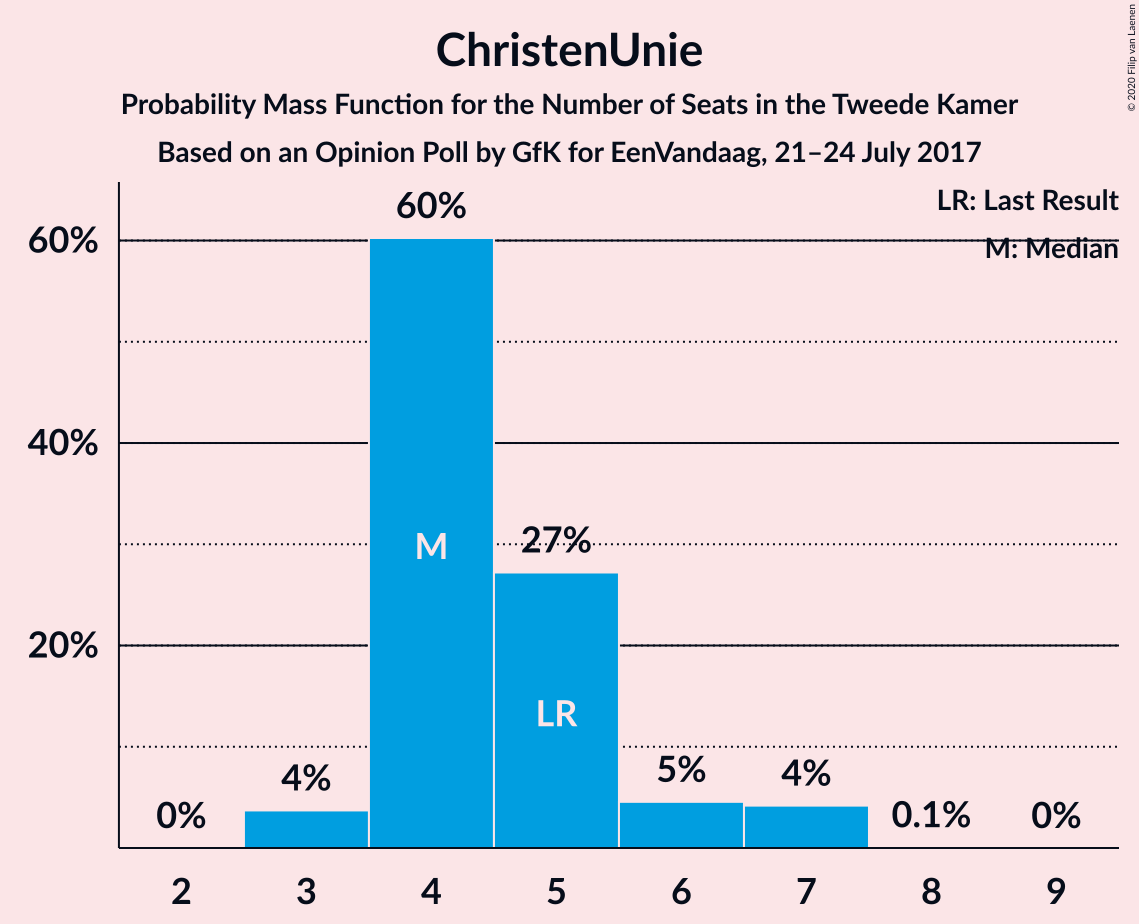 ChristenUnie
Probability Mass Function for the Number of Seats in the Tweede Kamer
Based on an Opinion Poll by GfK for EenVandaag, 21–24 July 2017
© 2020 Filip van Laenen
LR: Last Result
M: Median
60%
40%
20%
0%
4%
60%
M
27%
LR
5%
4%
0.1%
0%
2 3 4 5 6 7 8 9